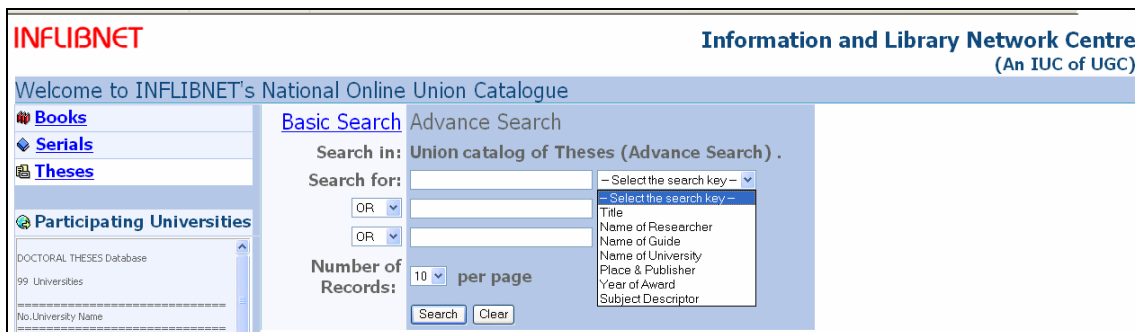 INFLIBNET
Information and Library Network Centre
(An IUC of UGC)
Welcome to INFLIBNET's National Online Union Catalogue
Books
Serials
Theses
Participating Universities
DOCTORAL THESES Database
99 Universities
==============================
No.University Name
==============================
Basic Search Advance Search
Search in: Union catalog of Theses (Advance Search) .
Search for: -- Select the search key --
-- Select the search key --
Title
Name of Researcher
Name of Guide
Name of University
Place & Publisher
Year of Award
Subject Descriptor
OR
OR
Number of Records: 10 per page
Search Clear